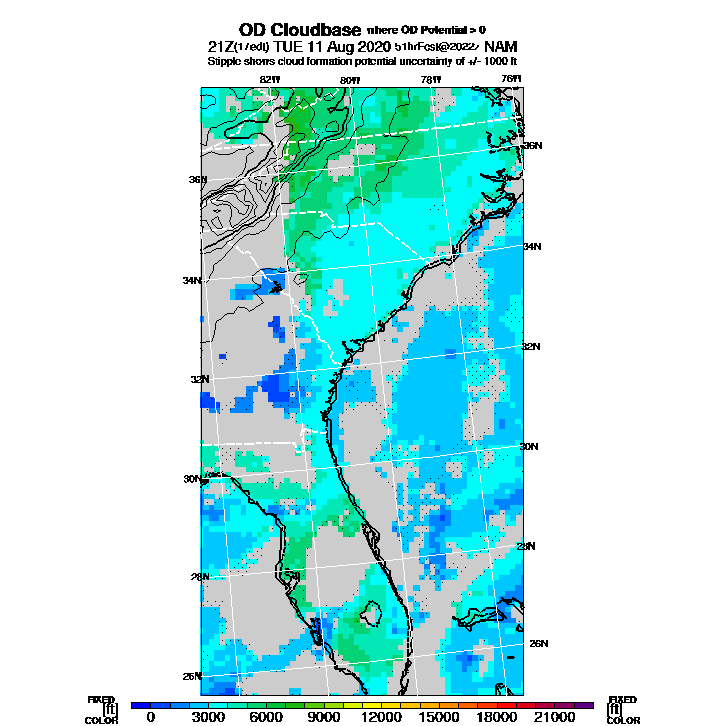 OD Cloudbase where OD Potential > 0
21Z(17edt) TUE 11 Aug 2020 51hrFcst@2022z NAM
Stipple shows cloud formation potential uncertainty of +/- 1000 ft
82W 80W 78W 76W
36N
36N
34N
34N
32N
32N
30N
30N
28N
28N
26N
26N
FIXED FIXED
[ft] [ft]
COLOR 0 3000 6000 9000 12000 15000 18000 21000 COLOR